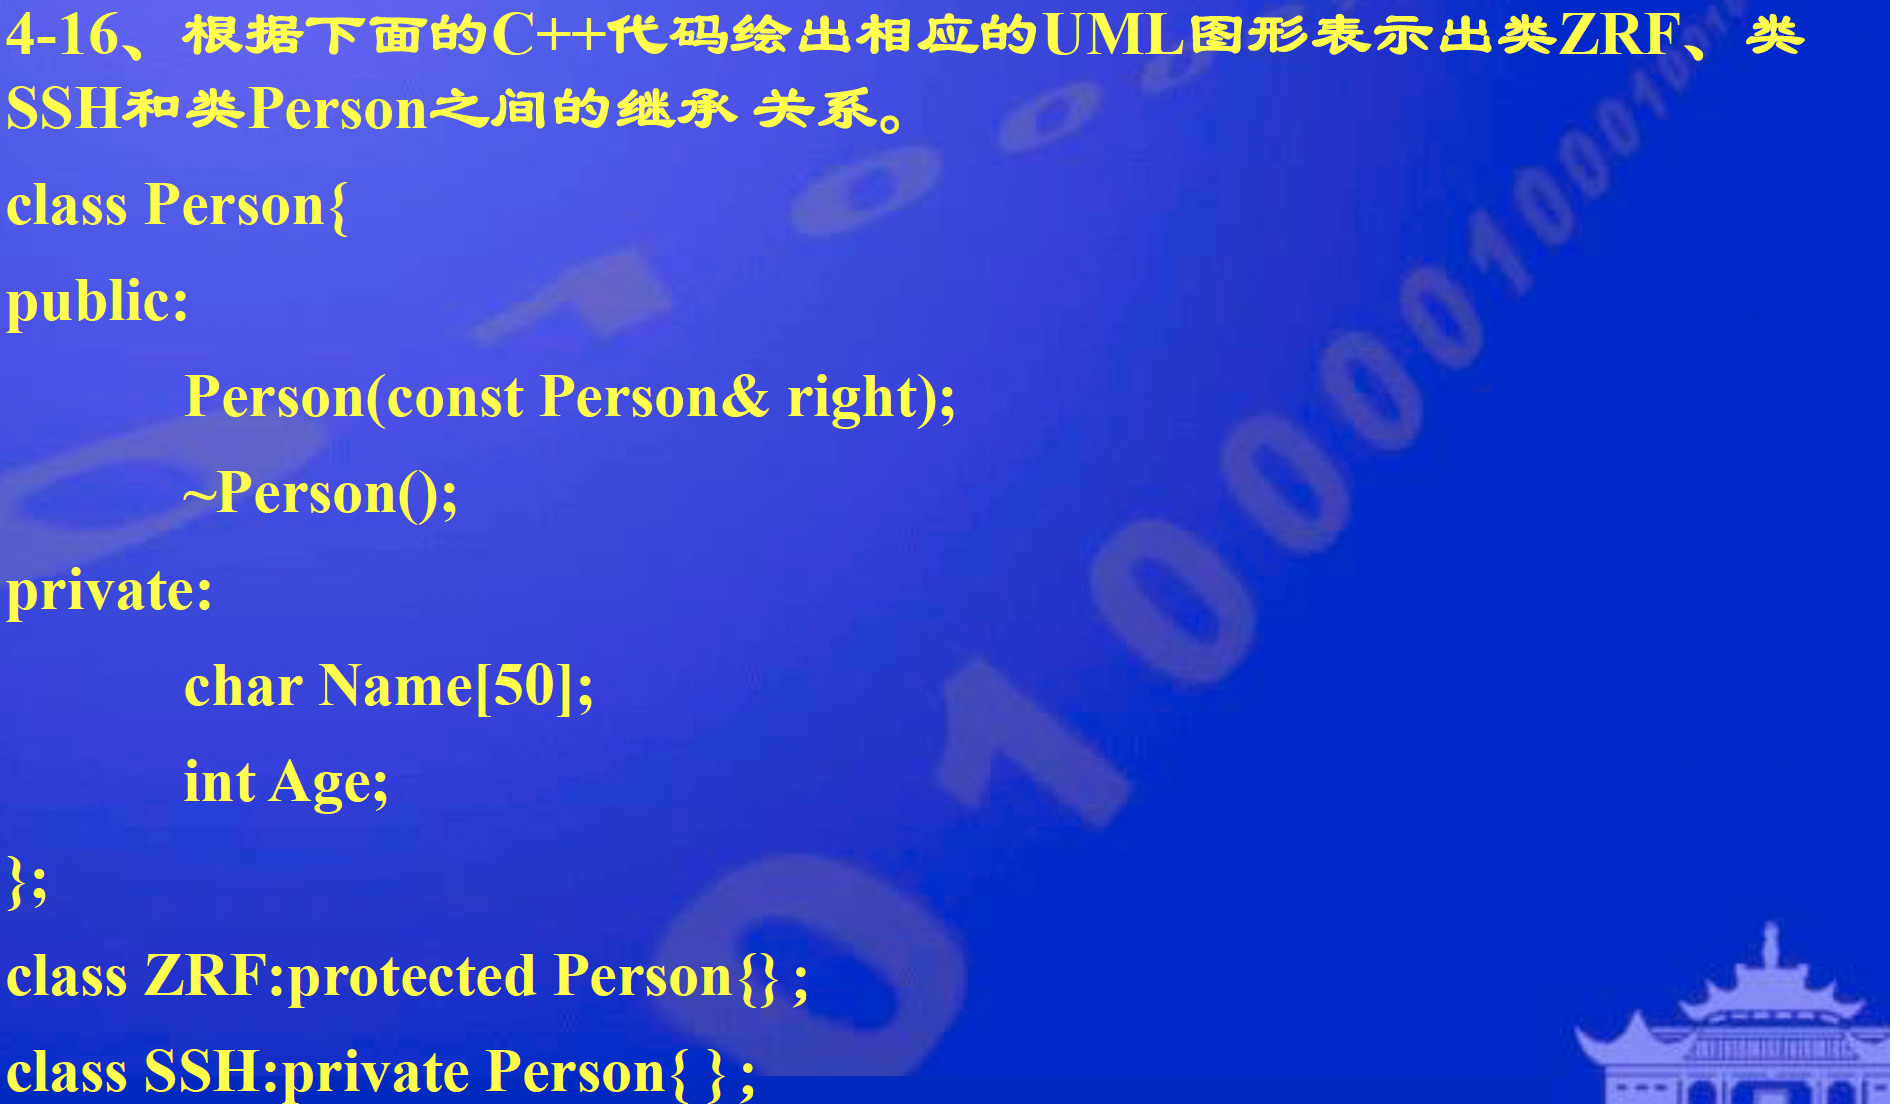 4-16、根据下面的C++代码绘出相应的UML图形表示出类ZRF、类
SSH和类Person之间的继承 关系。
class Person{
public:
Person(const Person& right);
~Person();
private:
char Name[50];
int Age;
};
class ZRF:protected Person{} ;
class SSH:private Person{ } ;